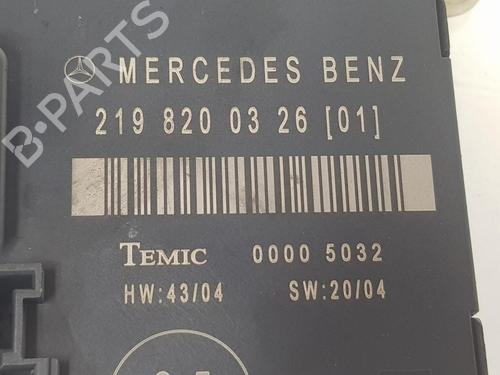 B-PARTS
MERCEDES BENZ
219 820 03 26 [01]
TEMIC 0000 5032
HW:43/04 SW:20/04